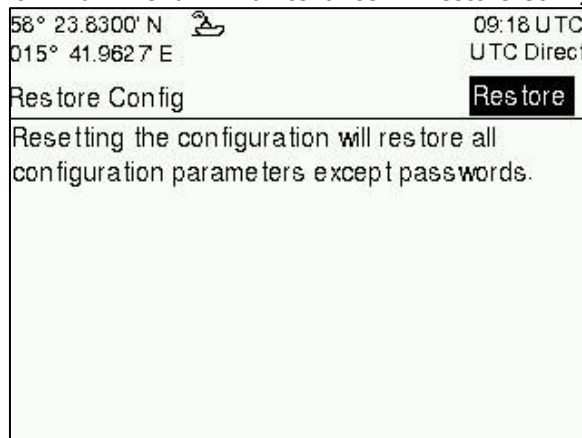 58° 23.8300' N
09:18 UTC
015° 41.9627' E
UTC Direct
Restore Config
Restore
Resetting the configuration will restore all
configuration parameters except passwords.